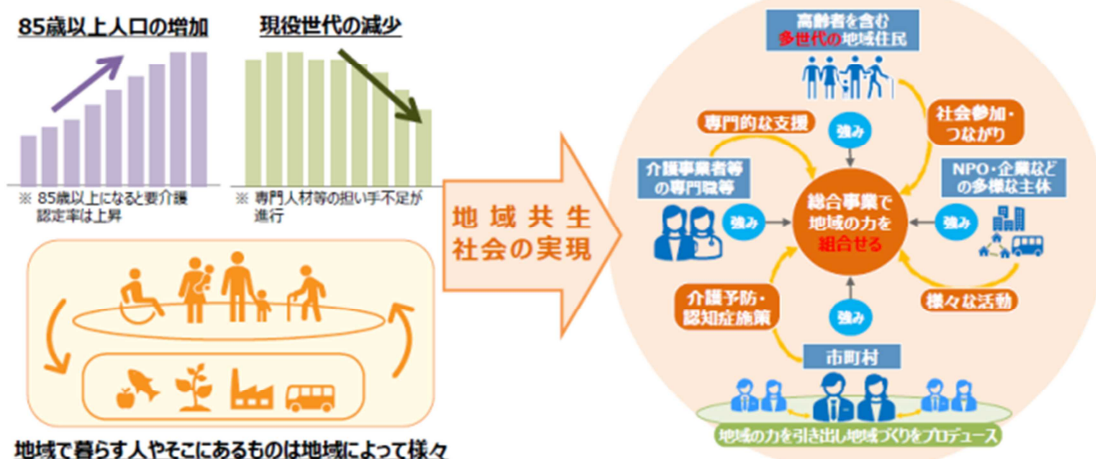 85歳以上人口の増加
現役世代の減少
※ 85歳以上になると要介護
認定率は上昇
※ 専門人材等の担い手不足が
進行
地域で暮らす人やそこにあるものは地域によって様々
地域共生
社会の実現
高齢者を含む
多世代の地域住民
専門的な支援
強み
社会参加・
つながり
介護事業者等
の専門職等
NPO・企業などの
多様な主体
強み
総合事業で
地域の力を
組合せる
強み
介護予防・
認知症施策
強み
様々な活動
市町村
地域の力を引き出し地域づくりをプロデュース